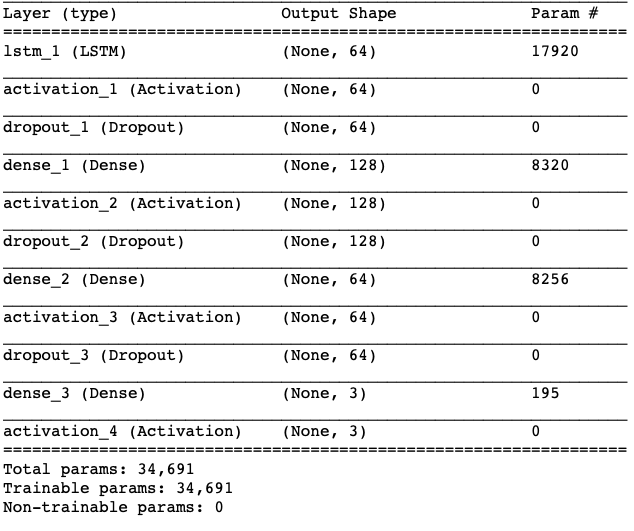 Layer (type) Output Shape Param #
=================================================================
lstm_1 (LSTM) (None, 64) 17920
_________________________________________________________________
activation_1 (Activation) (None, 64) 0
_________________________________________________________________
dropout_1 (Dropout) (None, 64) 0
_________________________________________________________________
dense_1 (Dense) (None, 128) 8320
_________________________________________________________________
activation_2 (Activation) (None, 128) 0
_________________________________________________________________
dropout_2 (Dropout) (None, 128) 0
_________________________________________________________________
dense_2 (Dense) (None, 64) 8256
_________________________________________________________________
activation_3 (Activation) (None, 64) 0
_________________________________________________________________
dropout_3 (Dropout) (None, 64) 0
_________________________________________________________________
dense_3 (Dense) (None, 3) 195
_________________________________________________________________
activation_4 (Activation) (None, 3) 0
=================================================================
Total params: 34,691
Trainable params: 34,691
Non-trainable params: 0